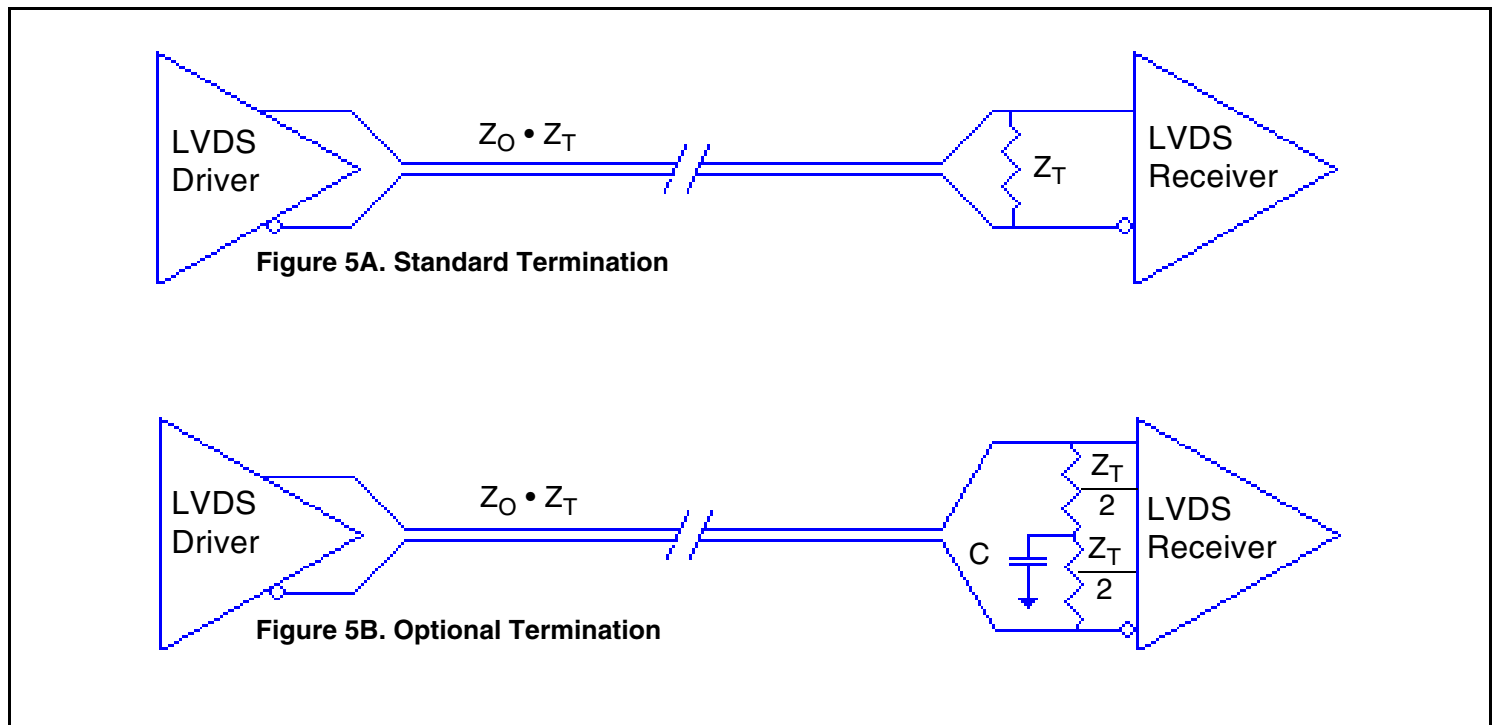 LVDS
Driver
Z_O • Z_T
Z_T
LVDS
Receiver
Figure 5A. Standard Termination
LVDS
Driver
Z_O • Z_T
C
Z_T
2
Z_T
2
LVDS
Receiver
Figure 5B. Optional Termination